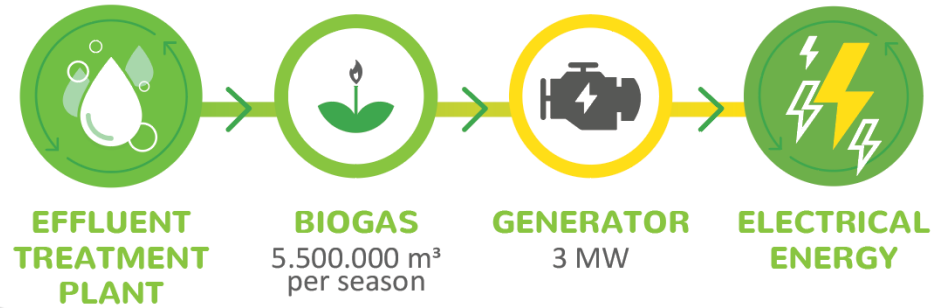 EFFLUENT
TREATMENT
PLANT
BIOGAS
5.500.000 m³
per season
GENERATOR
3 MW
ELECTRICAL
ENERGY